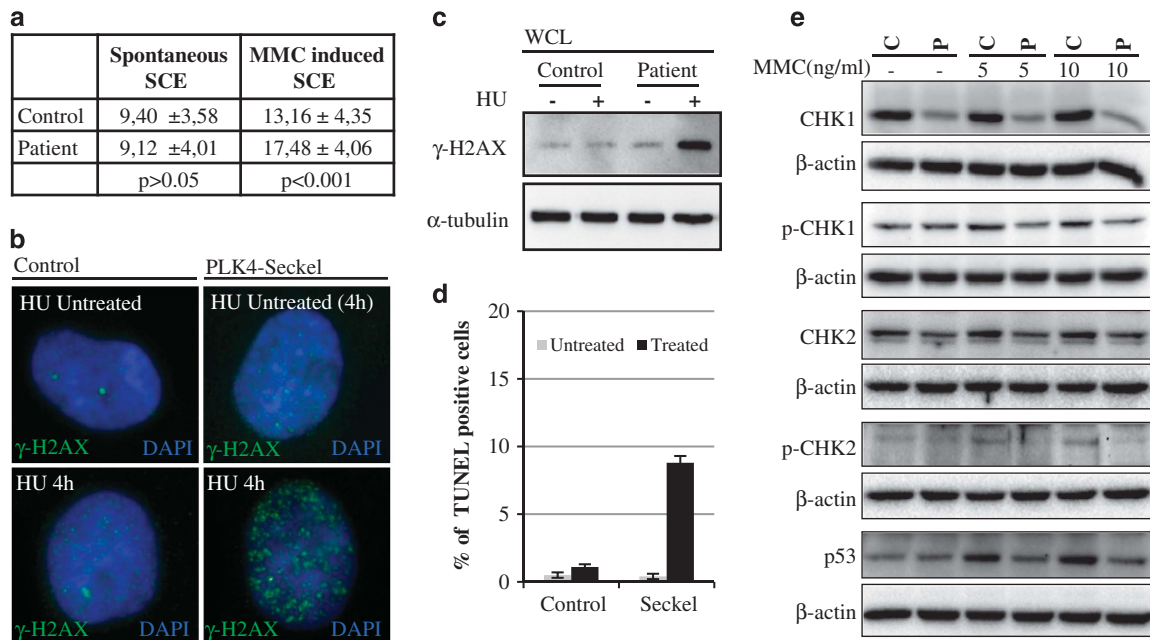 a
Spontaneous SCE MMC induced SCE
Control 9,40 ±3,58 13,16 ± 4,35
Patient 9,12 ±4,01 17,48 ± 4,06
p>0.05 p<0.001
b
Control PLK4-Seckel
HU Untreated HU Untreated (4h)
γ-H2AX DAPI γ-H2AX DAPI
HU 4h HU 4h
γ-H2AX DAPI γ-H2AX DAPI
c
WCL
Control Patient
HU - + - +
γ-H2AX
α-tubulin
d
% of TUNEL positive cells
20
15
10
5
0
Untreated Treated
Control Seckel
e
C P C P C P
MMC(ng/ml) - - 5 5 10 10
CHK1
β-actin
p-CHK1
β-actin
CHK2
β-actin
p-CHK2
β-actin
p53
β-actin